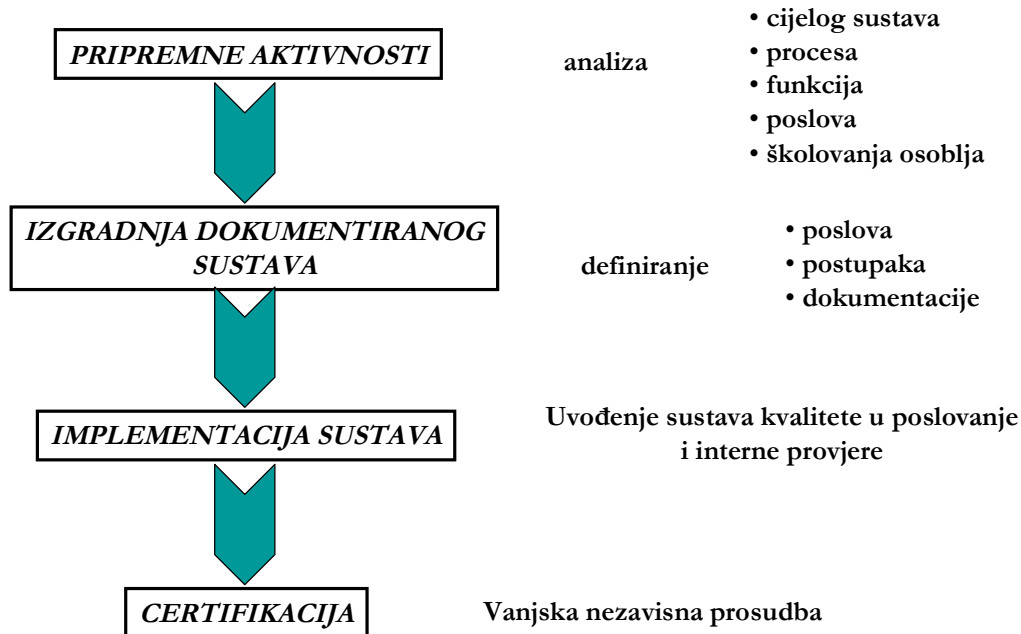 PRIPREMNE AKTIVNOSTI
analiza
• cijelog sustava
• procesa
• funkcija
• poslova
• školovanja osoblja
IZGRADNJA DOKUMENTIRANOG
SUSTAVA
definiranje
• poslova
• postupaka
• dokumentacije
IMPLEMENTACIJA SUSTAVA
Uvođenje sustava kvalitete u poslovanje
i interne provjere
CERTIFIKACIJA
Vanjska nezavisna prosudba